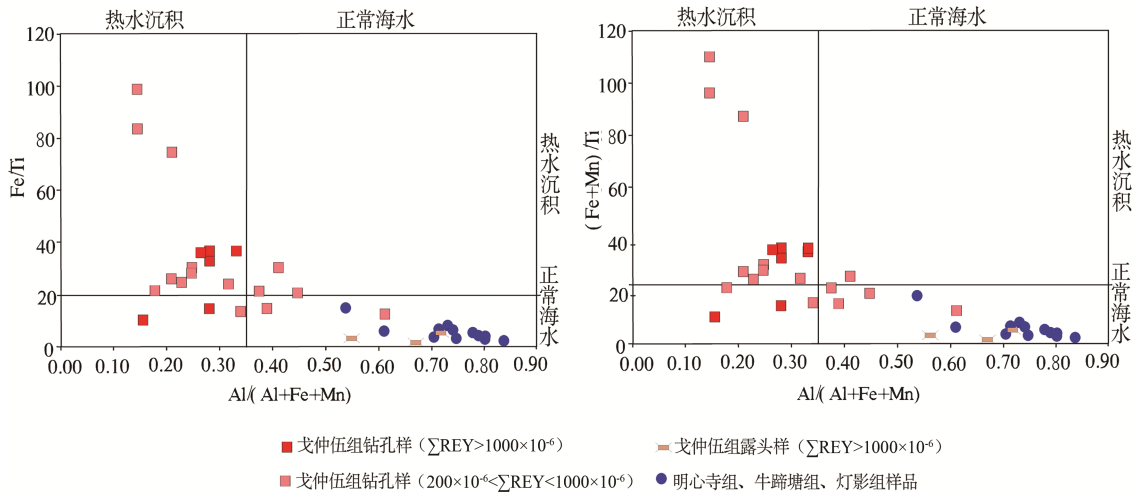 热水沉积 正常海水
120
100
80
60
40
20
0
Fe/Ti
热水沉积
正常海水
0.00 0.10 0.20 0.30 0.40 0.50 0.60 0.70 0.80 0.90
Al/( Al+Fe+Mn)
热水沉积 正常海水
120
100
80
60
40
20
0
( Fe+Mn) /Ti
热水沉积
正常海水
0.00 0.10 0.20 0.30 0.40 0.50 0.60 0.70 0.80 0.90
Al/( Al+Fe+Mn)
戈仲伍组钻孔样（∑REY>1000×10⁻⁶） 戈仲伍组露头样（∑REY>1000×10⁻⁶）
戈仲伍组钻孔样（200×10⁻⁶<∑REY<1000×10⁻⁶） 明心寺组、牛蹄塘组、灯影组样品